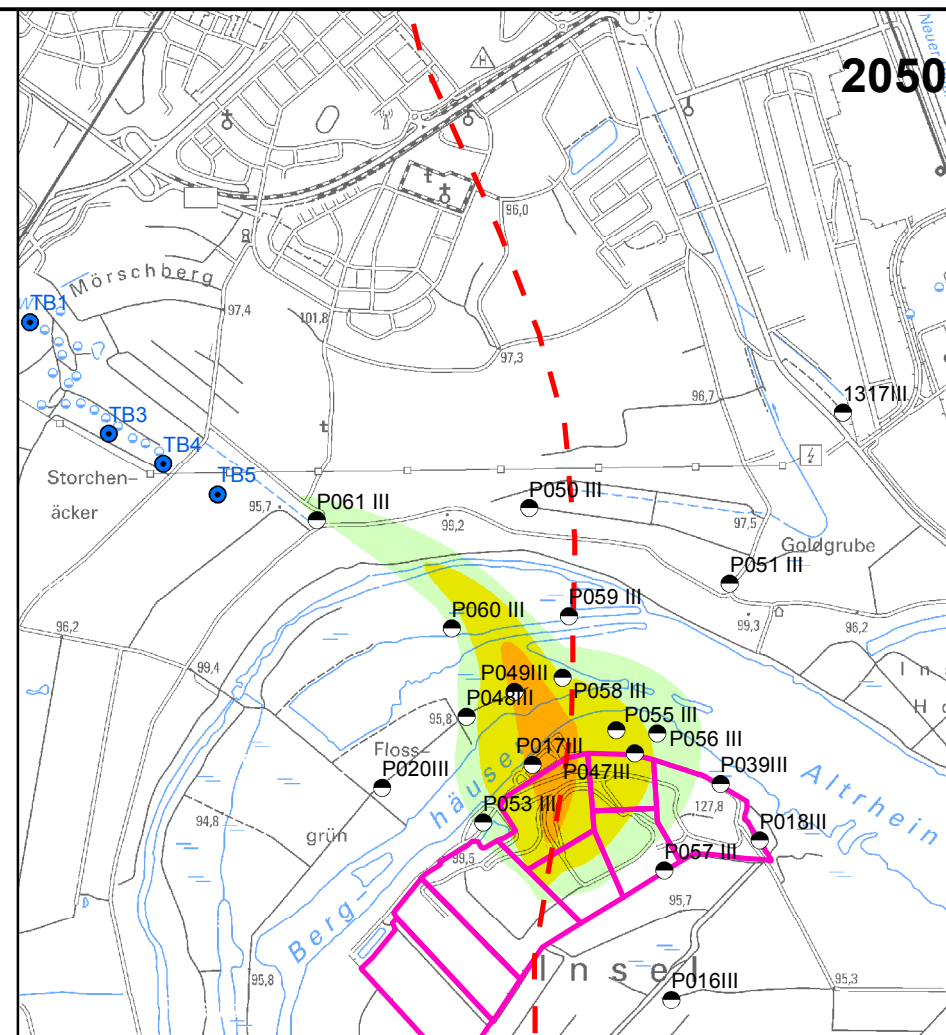 2050
Neuer
H
96,0
Mörschberg
W
TB1
97,4
101,8
97,3
96,7
1317III
TB3
TB4
TB5
Storchen-
äcker
95,7
P061 III
99,2
P050 III
97,5
Goldgrube
P051 III
96,2
P060 III
P059 III
99,3
96,2
99,4
P049III
P058 III
P048III
95,8
P055 III
P056 III
Floss-
P017III
P047III
P039III
P020III
Altrhein
94,8
grün
P053 III
127,8
P018III
99,5
P057 III
Berg-
häuser
95,7
Insel
95,8
P016III
95,3